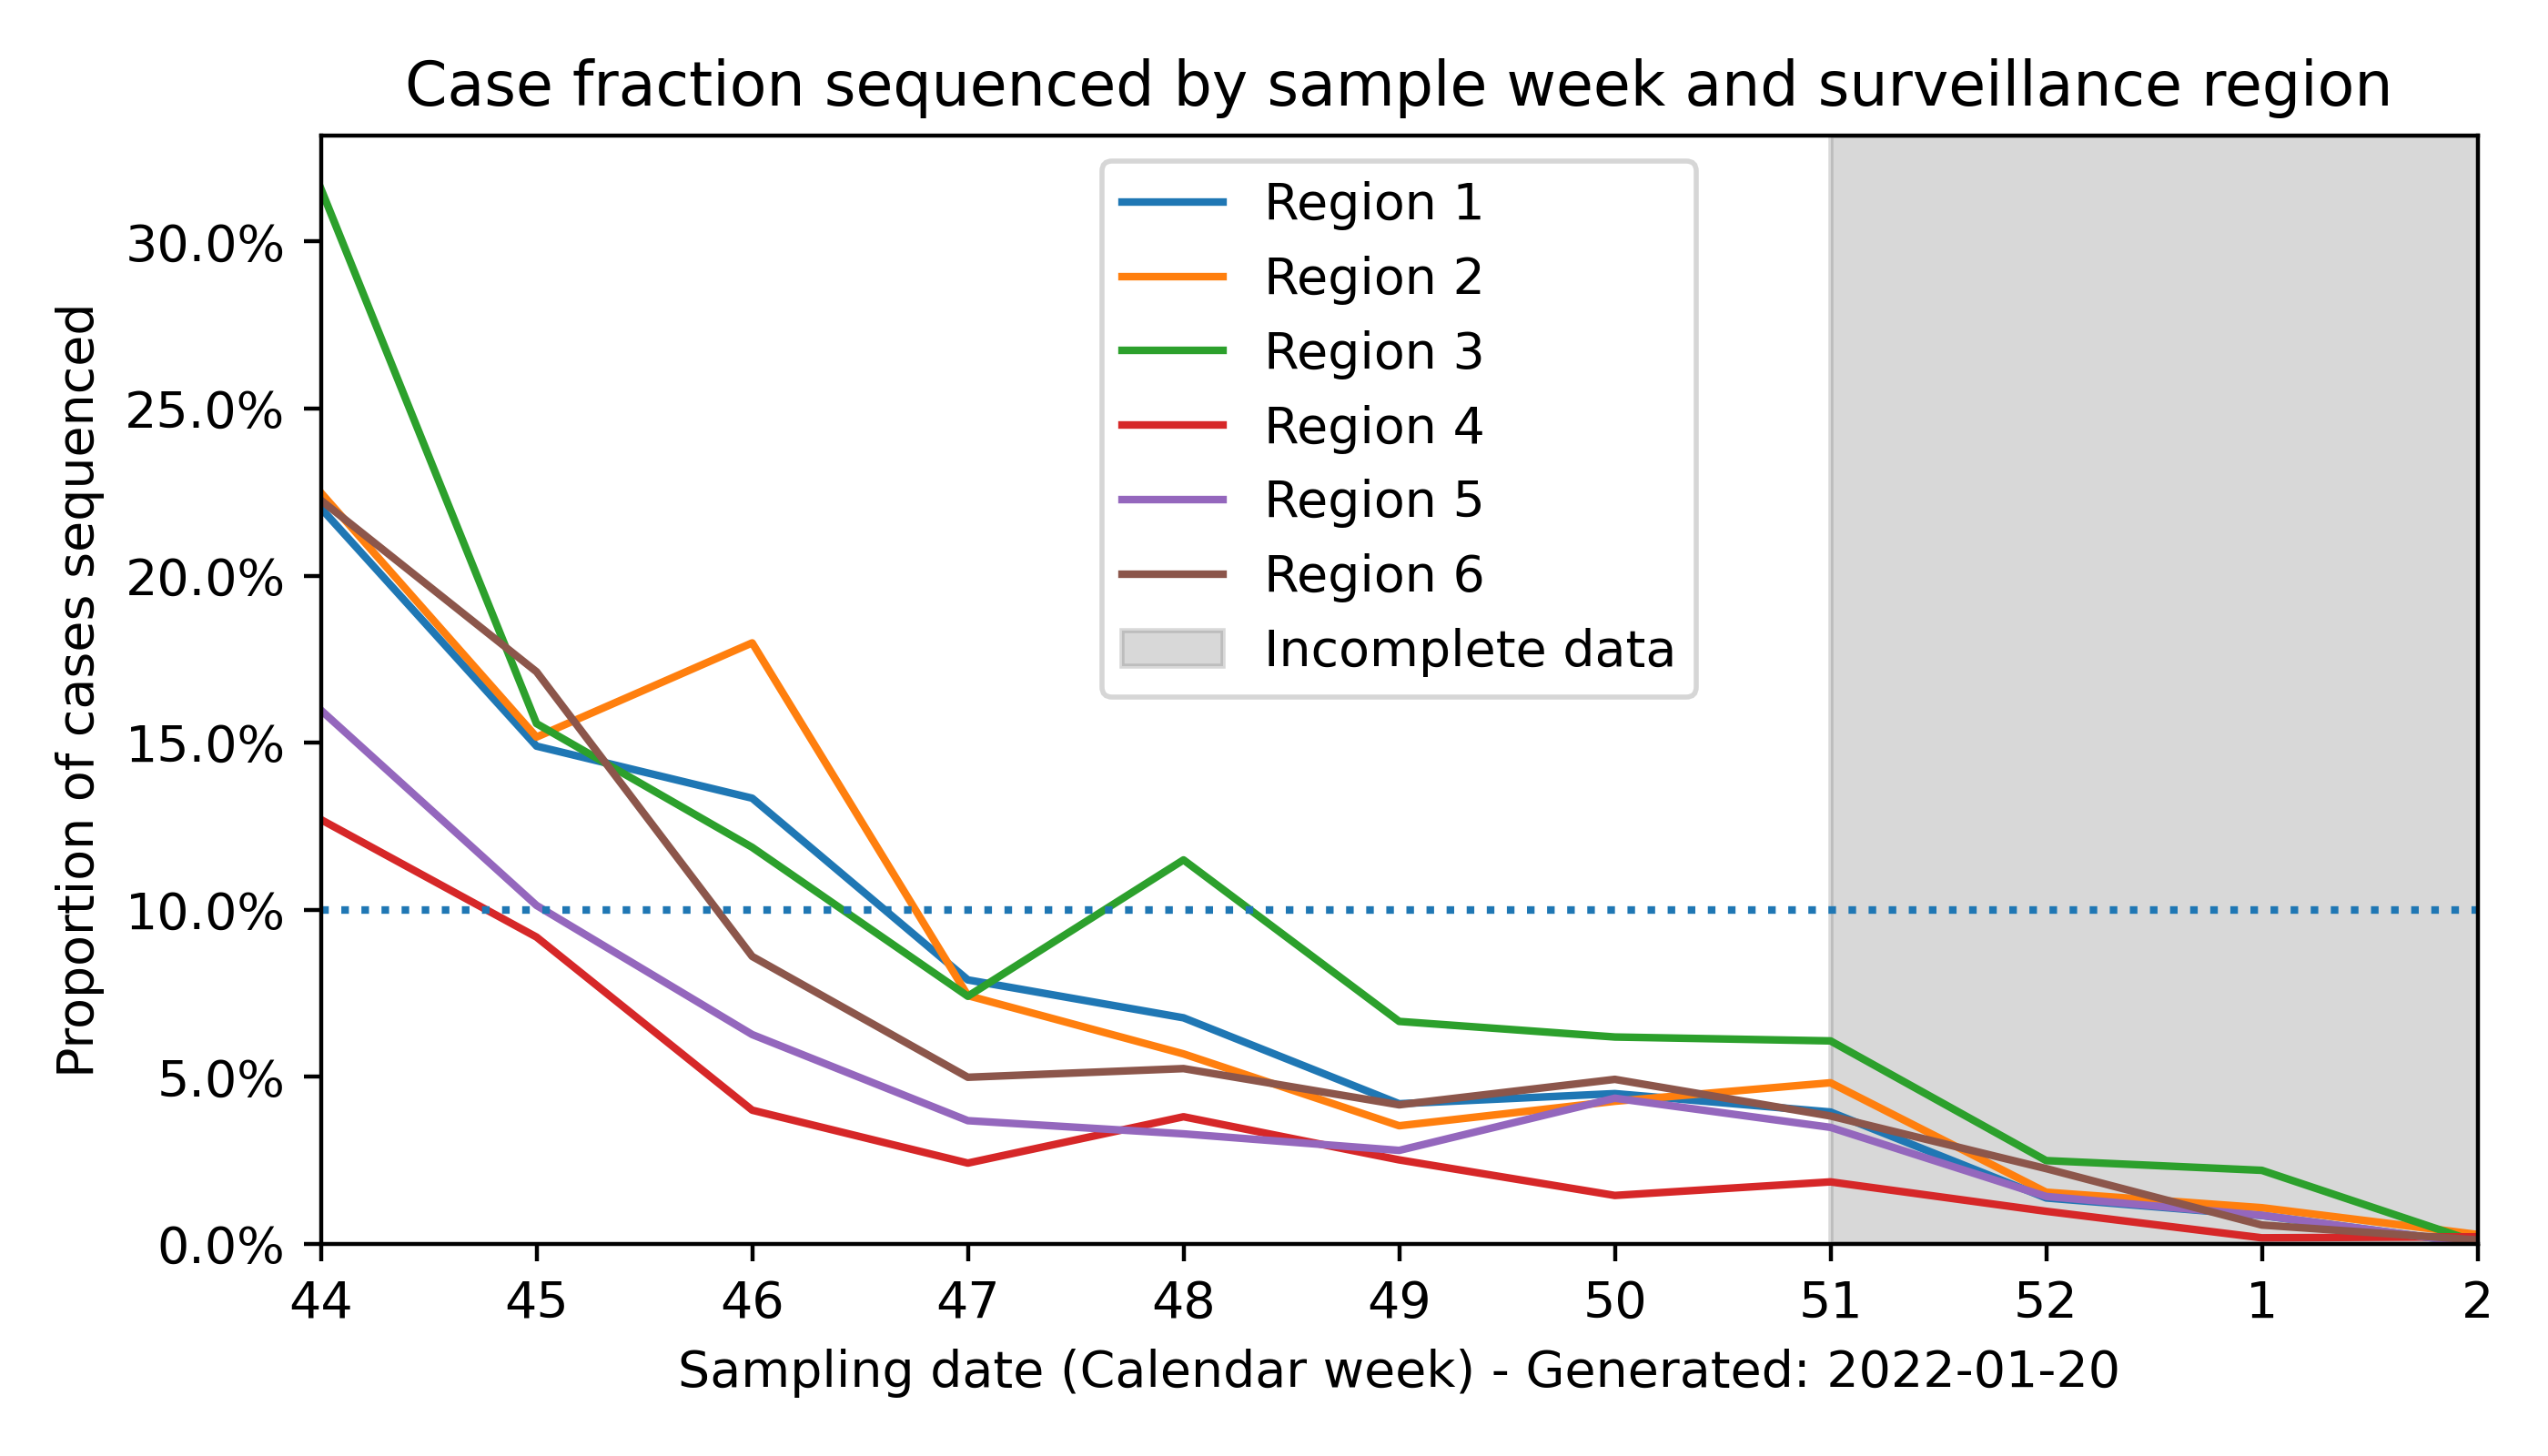 Case fraction sequenced by sample week and surveillance region
Proportion of cases sequenced
30.0%
25.0%
20.0%
15.0%
10.0%
5.0%
0.0%
Region 1
Region 2
Region 3
Region 4
Region 5
Region 6
Incomplete data
44 45 46 47 48 49 50 51 52 1 2
Sampling date (Calendar week) - Generated: 2022-01-20